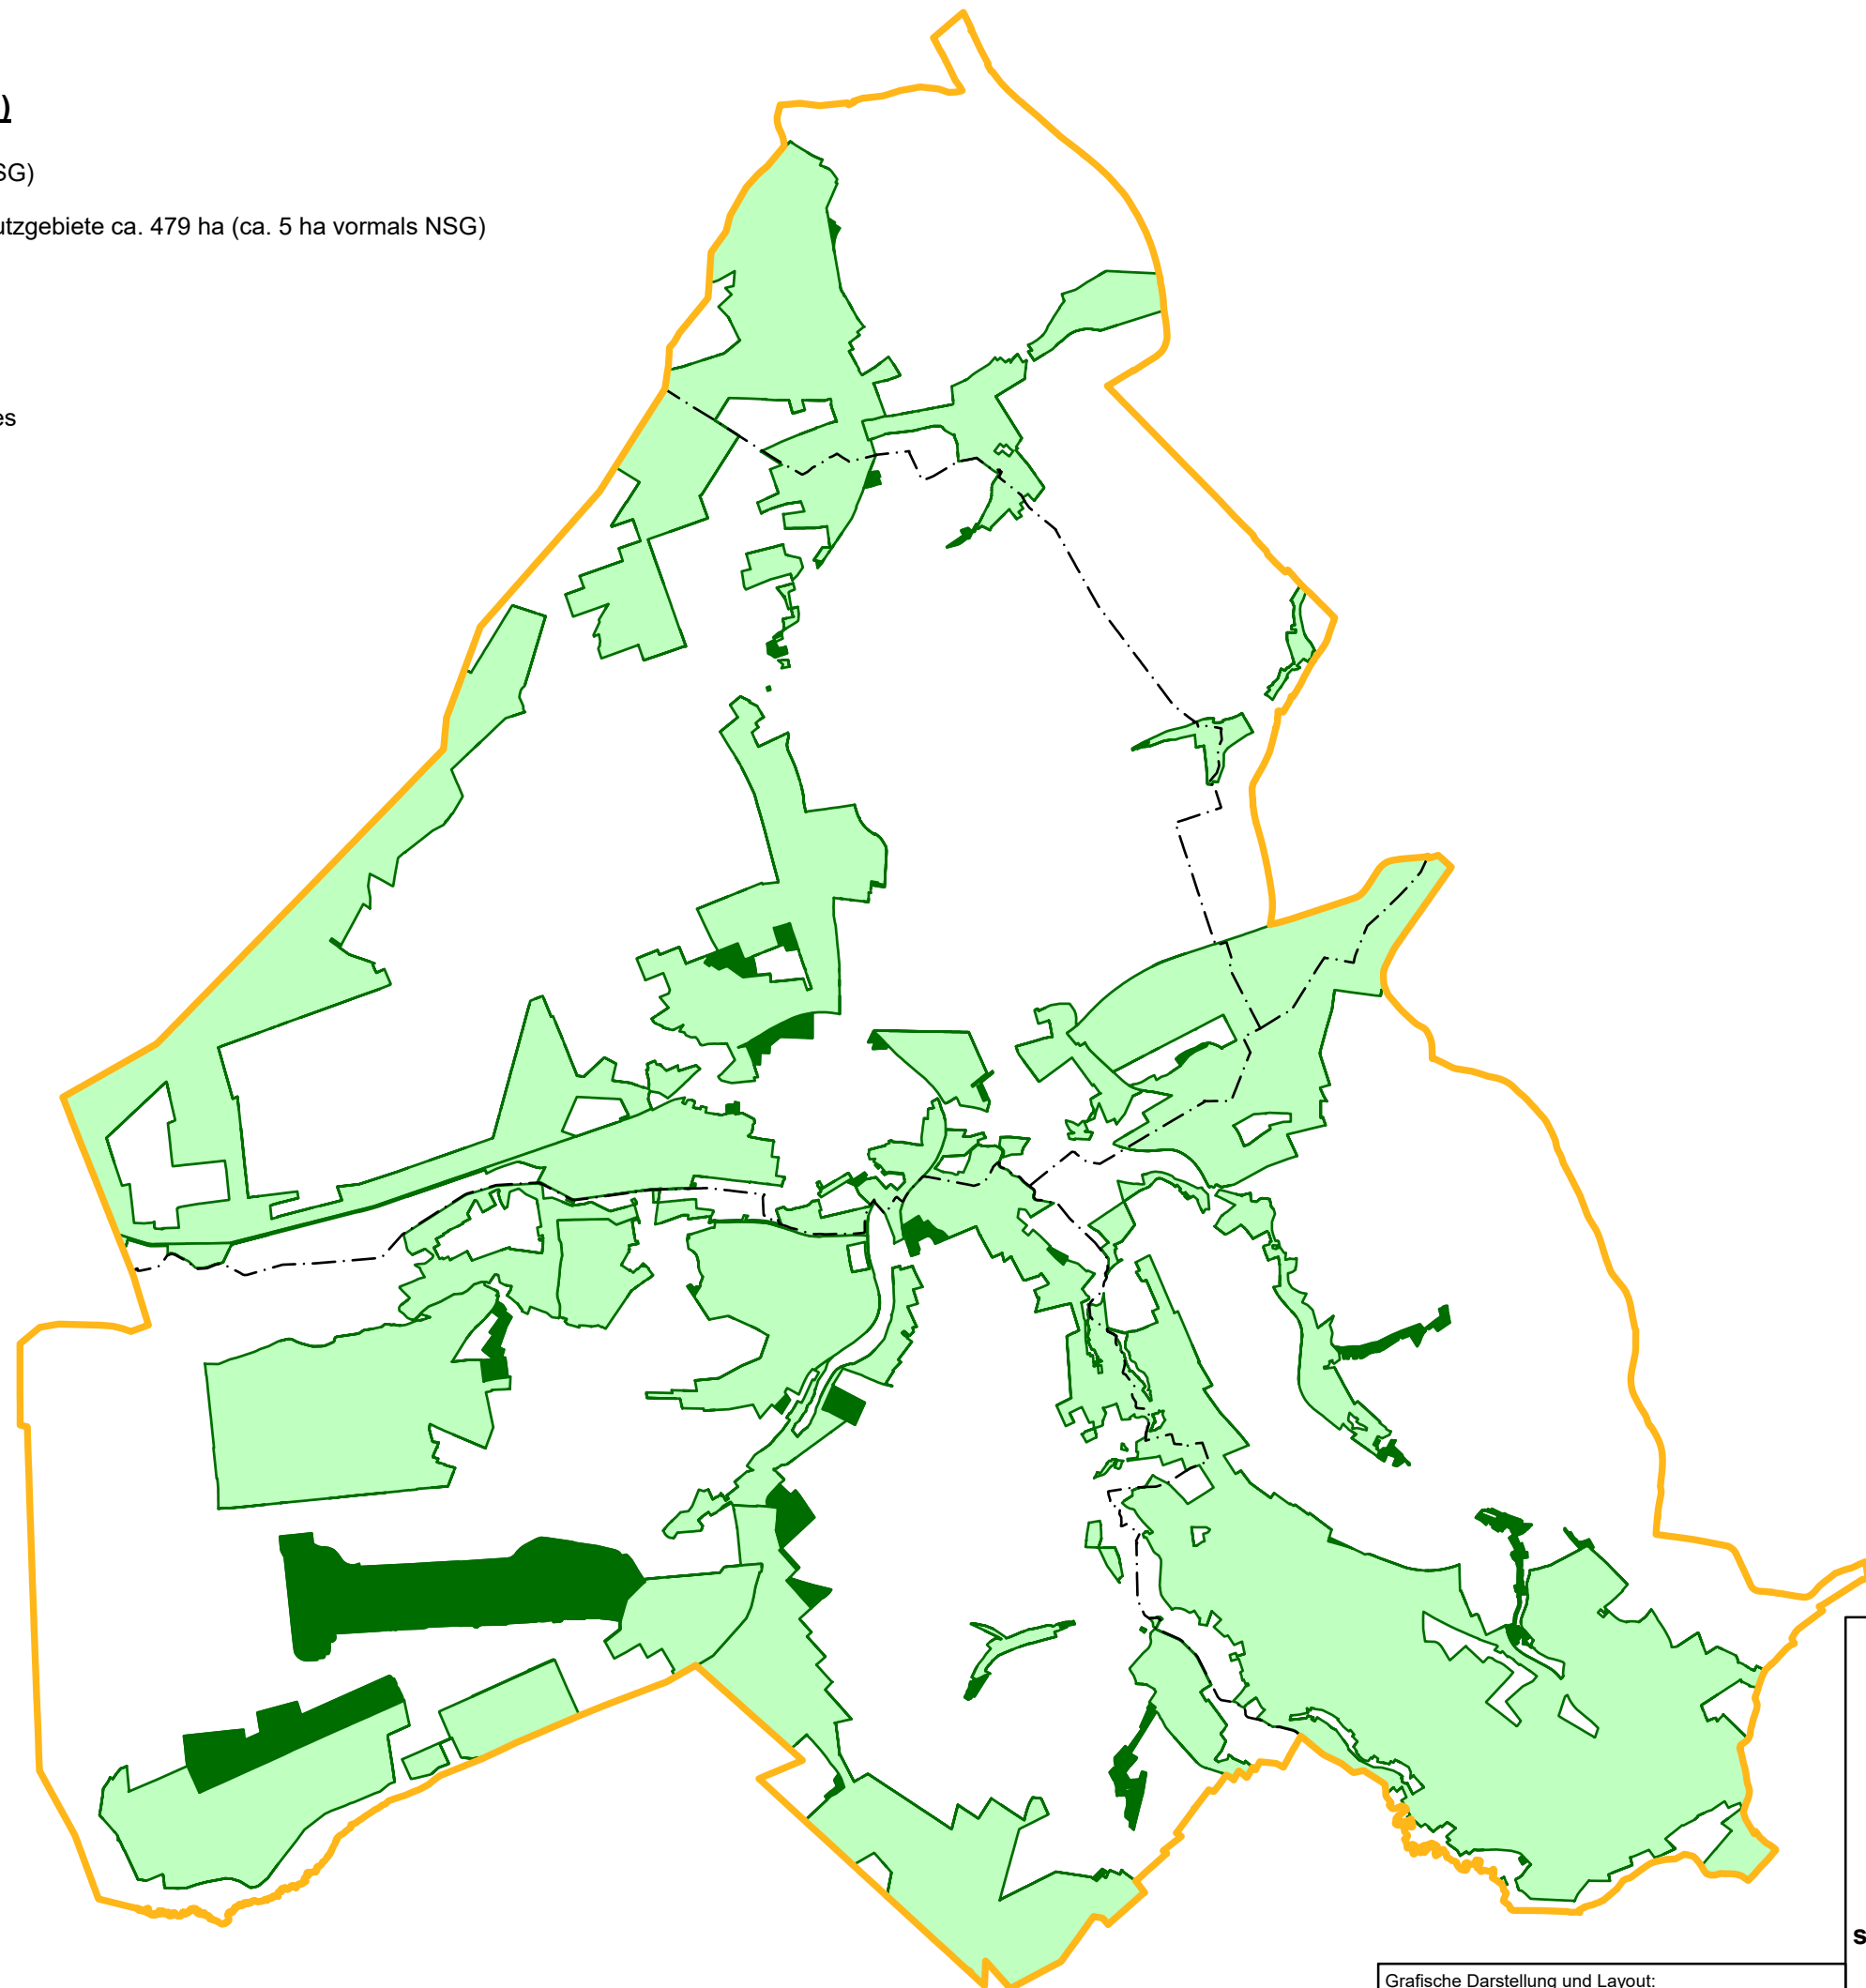 )
SG)
utzgebiete ca. 479 ha (ca. 5 ha vormals NSG)
es
s
Grafische Darstellung und Layout: